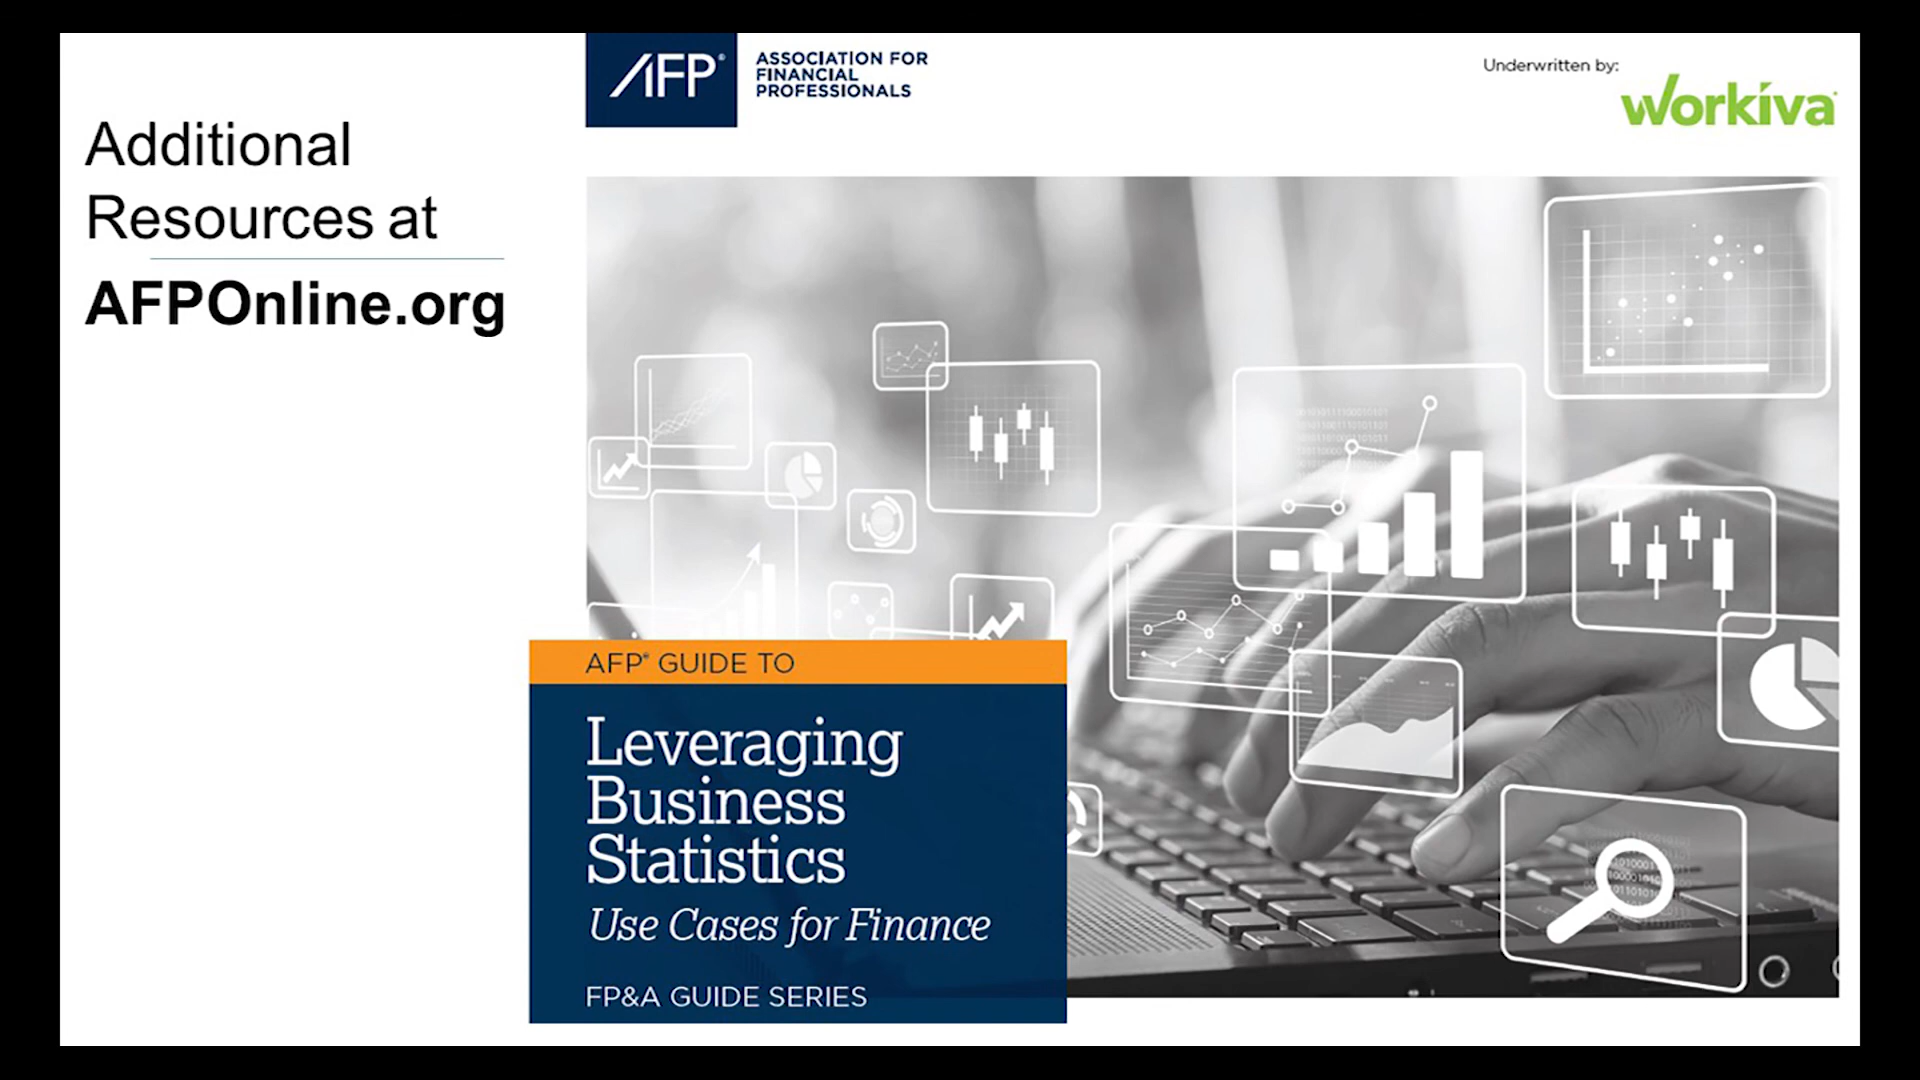 Additional
Resources at
AFPOnline.org
AFP®
ASSOCIATION FOR
FINANCIAL
PROFESSIONALS
Underwritten by:
workiva
AFP® GUIDE TO
Leveraging
Business
Statistics
Use Cases for Finance
FP&A GUIDE SERIES